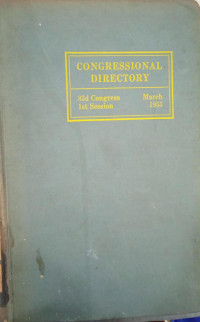 CONGRESSIONAL
DIRECTORY
83d Congress March
1st Session 1953